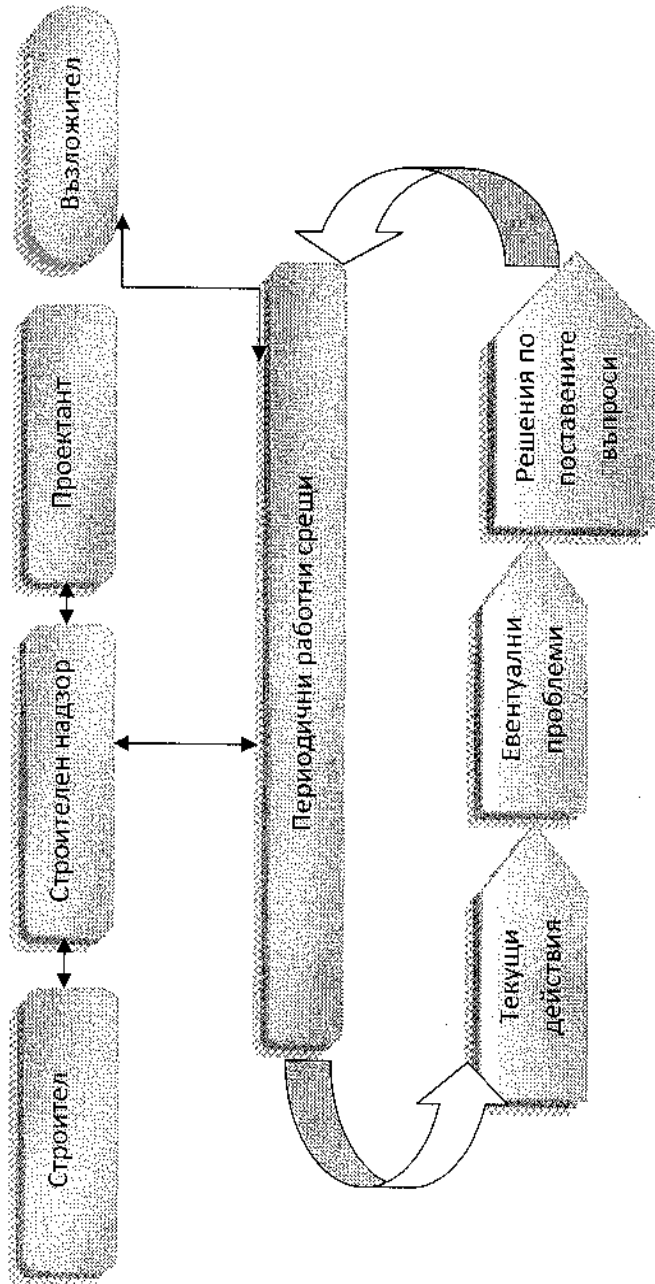 Строител
Строителен надзор
Проектант
Възложител
Периодични работни срещи
Текущи
действия
Евентуални
проблеми
Решения по
поставените
въпроси